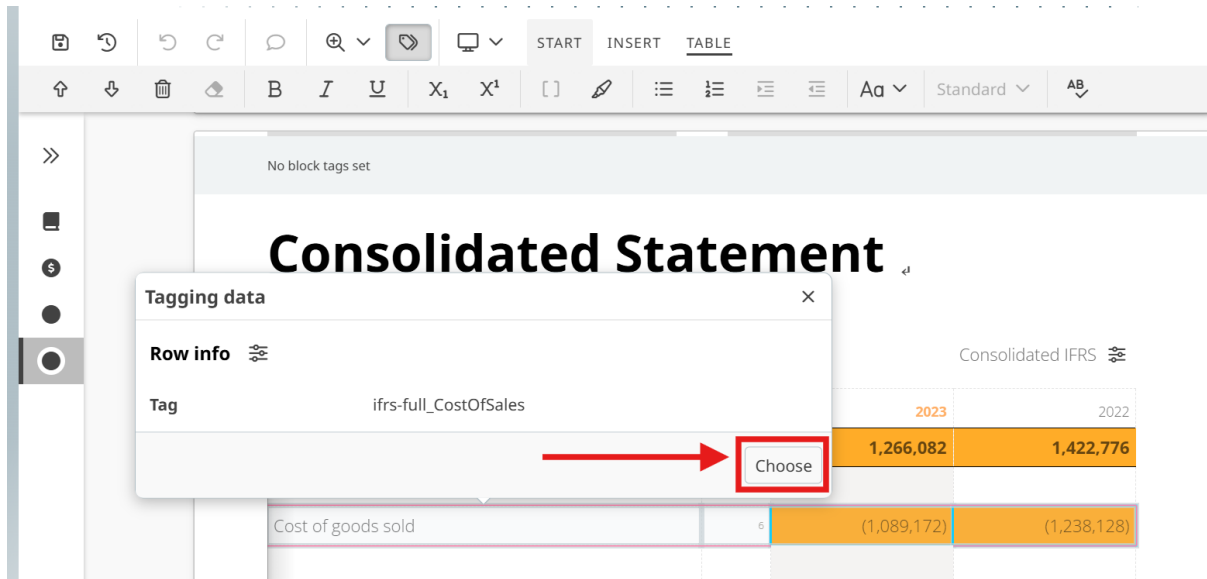 START INSERT TABLE
B I U X₁ X¹ [ ] Aa Standard AB
No block tags set
Consolidated Statement
Tagging data
Row info
Consolidated IFRS
Tag ifrs-full_CostOfSales
2023 2022
1,266,082 1,422,776
Choose
Cost of goods sold 6 (1,089,172) (1,238,128)